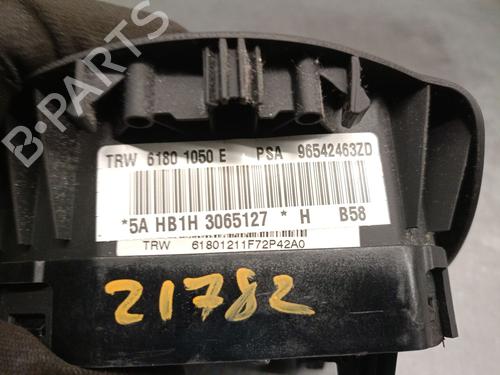 B-PARTS
TRW 6180 1050 E PSA 96542463ZD
*5A HB1H 3065127 * H B58
TRW 61801211F72P42A0
21782